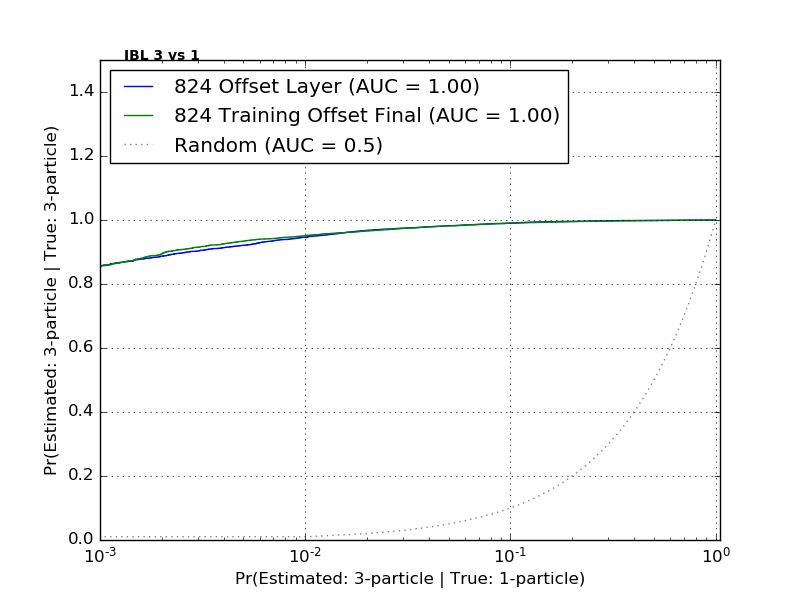 IBL 3 vs 1
824 Offset Layer (AUC = 1.00)
824 Training Offset Final (AUC = 1.00)
Random (AUC = 0.5)
Pr(Estimated: 3-particle | True: 3-particle)
1.4
1.2
1.0
0.8
0.6
0.4
0.2
0.0
10⁻³ 10⁻² 10⁻¹ 10⁰
Pr(Estimated: 3-particle | True: 1-particle)